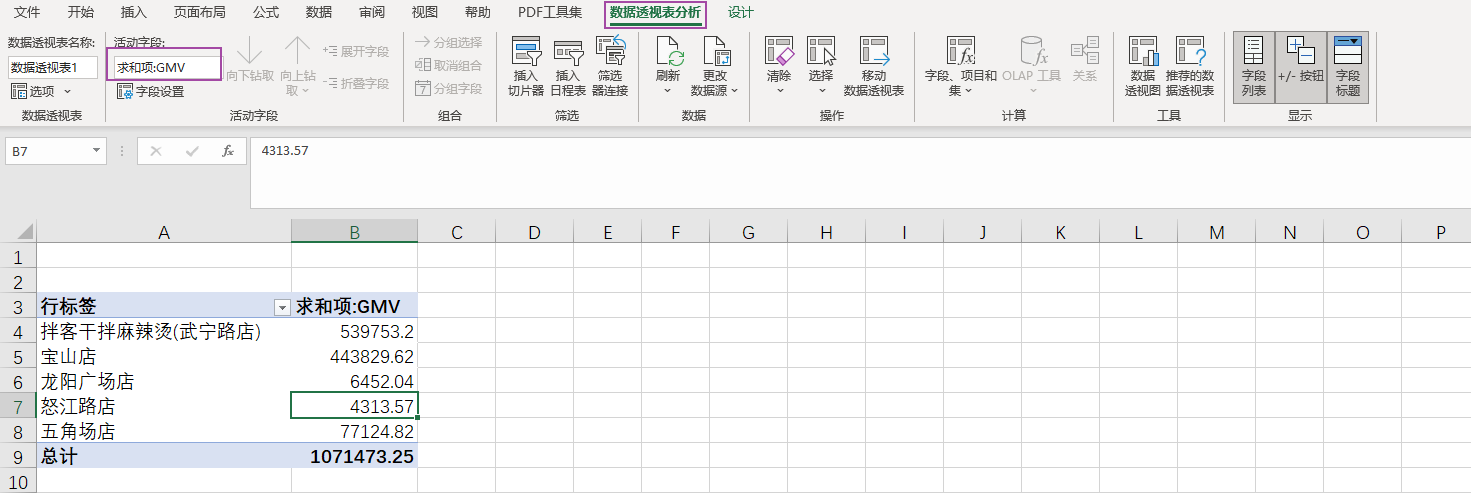 文件 开始 插入 页面布局 公式 数据 审阅 视图 帮助 PDF工具集 数据透视表分析 设计
数据透视表名称:
数据透视表1
选项
数据透视表
活动字段:
求和项:GMV
字段设置
向下钻取
向上钻
取
展开字段
折叠字段
活动字段
分组选择
取消组合
分组字段
组合
插入
切片器
插入
日程表
筛选
器连接
筛选
刷新
更改
数据源
数据
清除
选择
移动
数据透视表
操作
字段、项目和
集
OLAP 工具
关系
计算
数据
透视图
推荐的数
据透视表
工具
字段
列表
+/- 按钮
字段
标题
显示
B7
fx
4313.57
A B C D E F G H I J K L M N O P
1
2
3 行标签 求和项:GMV
4 拌客干拌麻辣烫(武宁路店) 539753.2
5 宝山店 443829.62
6 龙阳广场店 6452.04
7 怒江路店 4313.57
8 五角场店 77124.82
9 总计 1071473.25
10